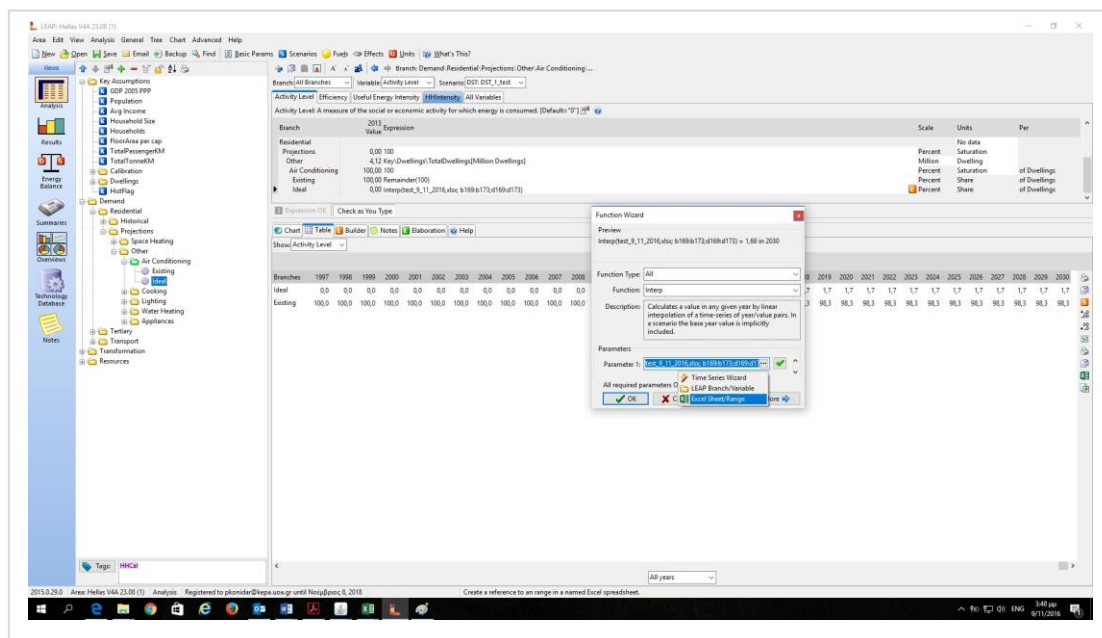 LEAP: Hellas V4A 23.08 (1)
Area Edit View Analysis General Tree Chart Advanced Help
New Open Save Email Backup Find Basic Params Scenarios Fuels Effects Units What's This?
Views
Analysis
Results
Energy Balance
Summaries
Overviews
Technology Database
Notes
Key Assumptions
GDP 2005 PPP
Population
Avg Income
Household Size
Households
FloorArea per cap
TotalPassengerKM
TotalTonneKM
Calibration
Dwellings
HistFlag
Demand
Residential
Historical
Projections
Space Heating
Other
Air Conditioning
Existing
Ideal
Cooking
Lighting
Water Heating
Appliances
Tertiary
Transport
Transformation
Resources
Tags: HHCal
Branch: Demand\Residential\Projections\Other\Air Conditioning\...
Branch: All Branches Variable: Activity Level Scenario: DST: DST_1_test
Activity Level Efficiency Useful Energy Intensity HHIntensity All Variables
Activity Level: A measure of the social or economic activity for which energy is consumed. [Default="0"]
Branch 2013 Value Expression Scale Units Per
Residential No data
Projections 0,00 100 Percent Saturation
Other 4,12 Key\Dwellings\TotalDwellings[Million Dwellings] Million Dwelling
Air Conditioning 100,00 100 Percent Saturation of Dwellings
Existing 100,00 Remainder(100) Percent Share of Dwellings
Ideal 0,00 Interp(test_9_11_2016.xlsx; b169:b173;d169:d173) Percent Share of Dwellings
Expression OK Check as You Type
Chart Table Builder Notes Elaboration Help
Show: Activity Level
Branches 1997 1998 1999 2000 2001 2002 2003 2004 2005 2006 2007 2008 2019 2020 2021 2022 2023 2024 2025 2026 2027 2028 2029 2030
Ideal 0,0 0,0 0,0 0,0 0,0 0,0 0,0 0,0 0,0 0,0 0,0 0,0 1,7 1,7 1,7 1,7 1,7 1,7 1,7 1,7 1,7 1,7 1,7 1,7
Existing 100,0 100,0 100,0 100,0 100,0 100,0 100,0 100,0 100,0 100,0 100,0 100,0 98,3 98,3 98,3 98,3 98,3 98,3 98,3 98,3 98,3 98,3 98,3 98,3
Function Wizard
Preview
Interp(test_9_11_2016.xlsx; b169:b173;d169:d173) = 1,68 in 2030
Function Type: All
Function: Interp
Description: Calculates a value in any given year by linear
interpolation of a time-series of year/value pairs. In
a scenario the base year value is implicitly
included.
Parameters
Parameter 1: test_9_11_2016.xlsx; b169:b173;d169:d1
All required parameters
Time Series Wizard
LEAP Branch/Variable
Excel Sheet/Range
OK
All years
2015.0.29.0 Area: Hellas V4A 23.08 (1) Analysis Registered to pkonidar@kepa.uoa.gr until Νοέμβριος 8, 2018 Create a reference to an range in a named Excel spreadsheet.
ENG 3:48 μμ
9/11/2016